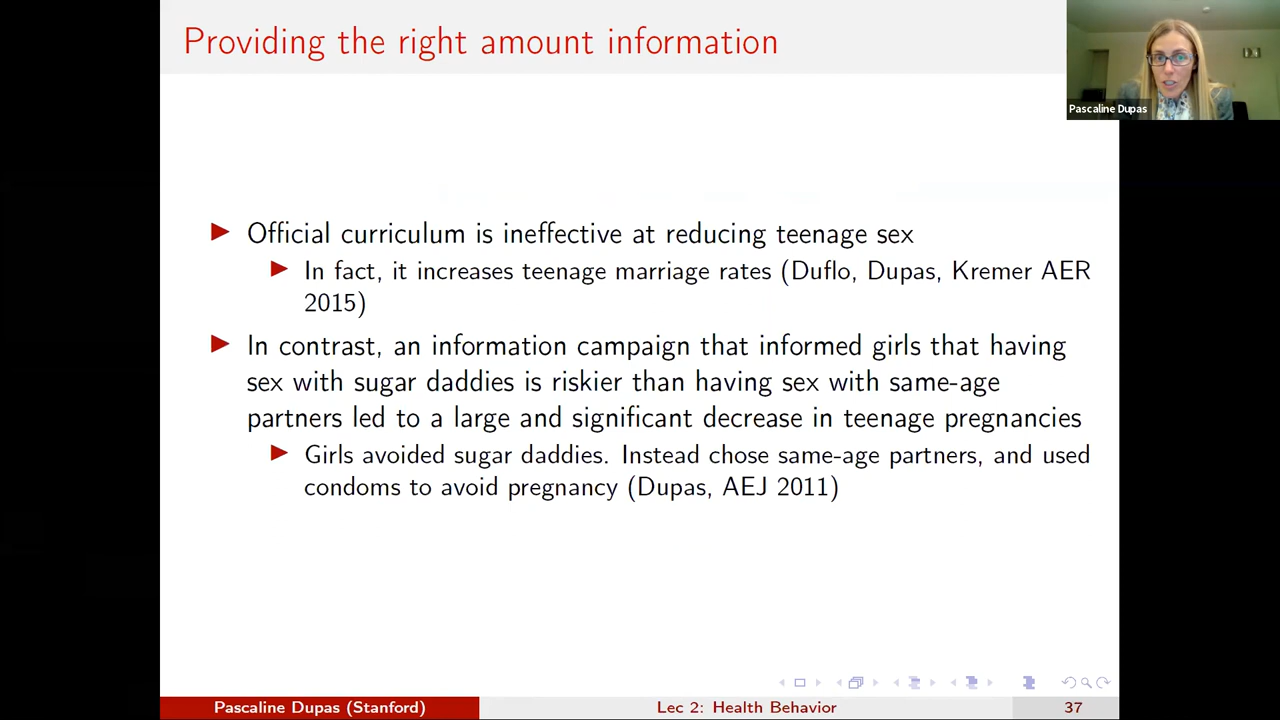 Providing the right amount information
Pascaline Dupas
Official curriculum is ineffective at reducing teenage sex
In fact, it increases teenage marriage rates (Duflo, Dupas, Kremer AER
2015)
In contrast, an information campaign that informed girls that having
sex with sugar daddies is riskier than having sex with same-age
partners led to a large and significant decrease in teenage pregnancies
Girls avoided sugar daddies. Instead chose same-age partners, and used
condoms to avoid pregnancy (Dupas, AEJ 2011)
Pascaline Dupas (Stanford)
Lec 2: Health Behavior
37